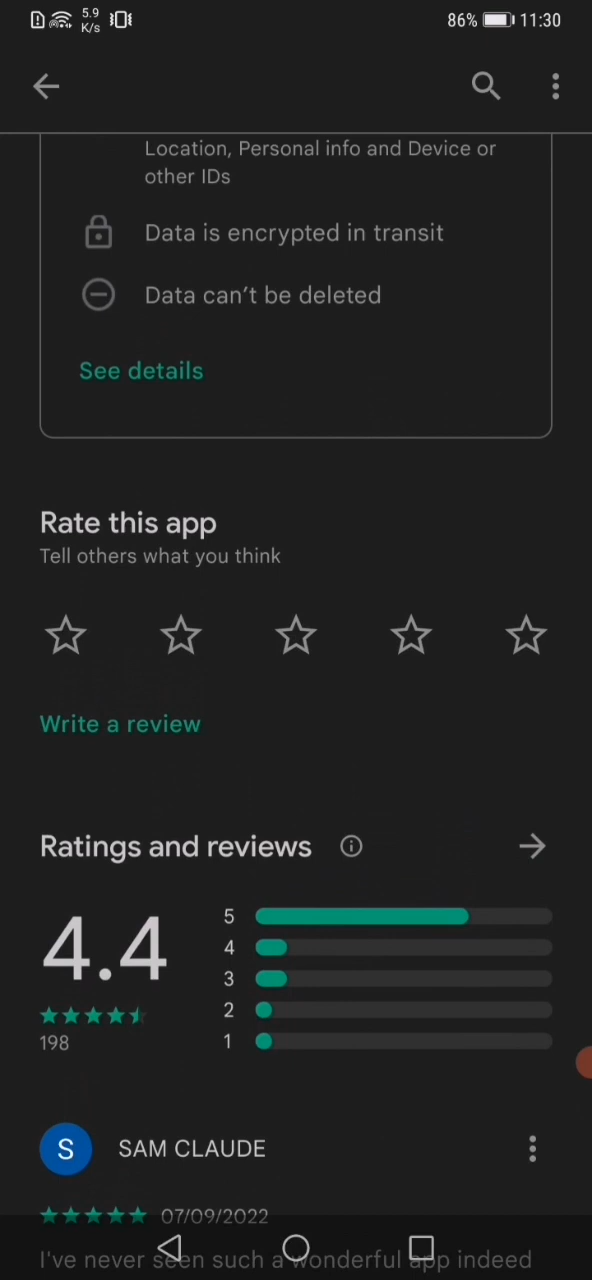 5.9 K/s 86% 11:30
Location, Personal info and Device or
other IDs
Data is encrypted in transit
Data can’t be deleted
See details
Rate this app
Tell others what you think
Write a review
Ratings and reviews
4.4
198
5
4
3
2
1
S SAM CLAUDE
07/09/2022
I've never seen such a wonderful app indeed